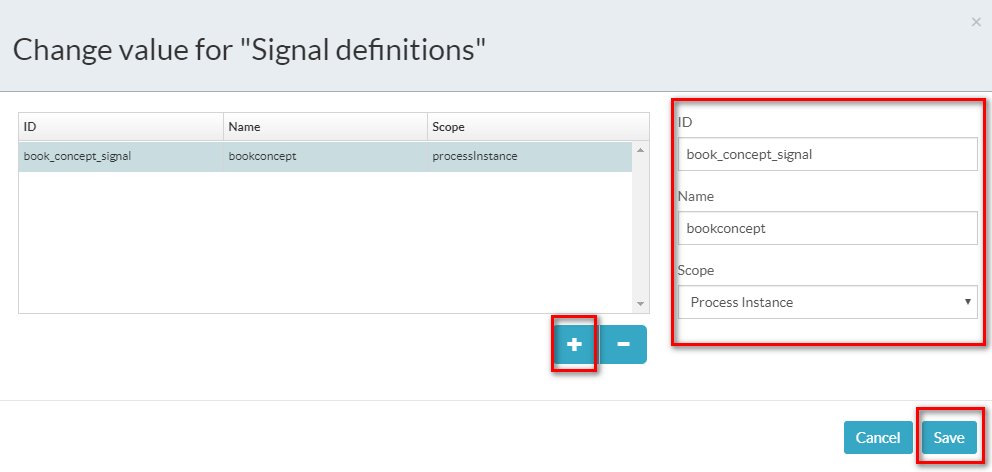 ×
Change value for "Signal definitions"
ID Name Scope
book_concept_signal bookconcept processInstance
ID
book_concept_signal
Name
bookconcept
Scope
Process Instance
+ −
Cancel Save